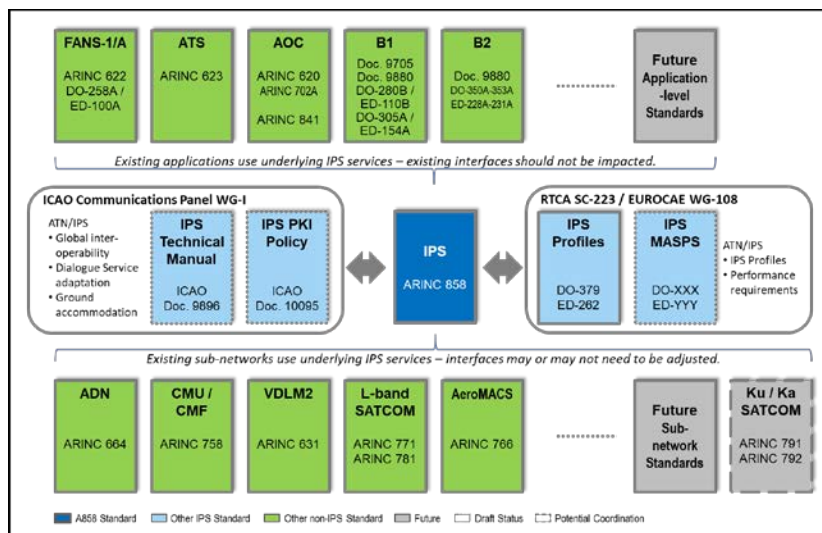 FANS-1/A
ARINC 622
DO-258A /
ED-100A
ATS
ARINC 623
AOC
ARINC 620
ARINC 702A
ARINC 841
B1
Doc. 9705
Doc. 9880
DO-280B /
ED-110B
DO-305A /
ED-154A
B2
Doc. 9880
DO-350A-353A
ED-228A-231A
Future
Application
-level
Standards
Existing applications use underlying IPS services – existing interfaces should not be impacted.
ICAO Communications Panel WG-I
ATN/IPS
• Global inter-
operability
• Dialogue Service
adaptation
• Ground
accommodation
IPS
Technical
Manual
ICAO
Doc. 9896
IPS PKI
Policy
ICAO
Doc. 10095
IPS
ARINC 858
RTCA SC-223 / EUROCAE WG-108
IPS
Profiles
DO-379
ED-262
IPS
MASPS
DO-XXX
ED-YYY
ATN/IPS
• IPS Profiles
• Performance
requirements
Existing sub-networks use underlying IPS services – interfaces may or may not need to be adjusted.
ADN
ARINC 664
CMU /
CMF
ARINC 758
VDLM2
ARINC 631
L-band
SATCOM
ARINC 771
ARINC 781
AeroMACS
ARINC 766
Future
Sub-
network
Standards
Ku / Ka
SATCOM
ARINC 791
ARINC 792
A858 Standard
Other IPS Standard
Other non-IPS Standard
Future
Draft Status
Potential Coordination